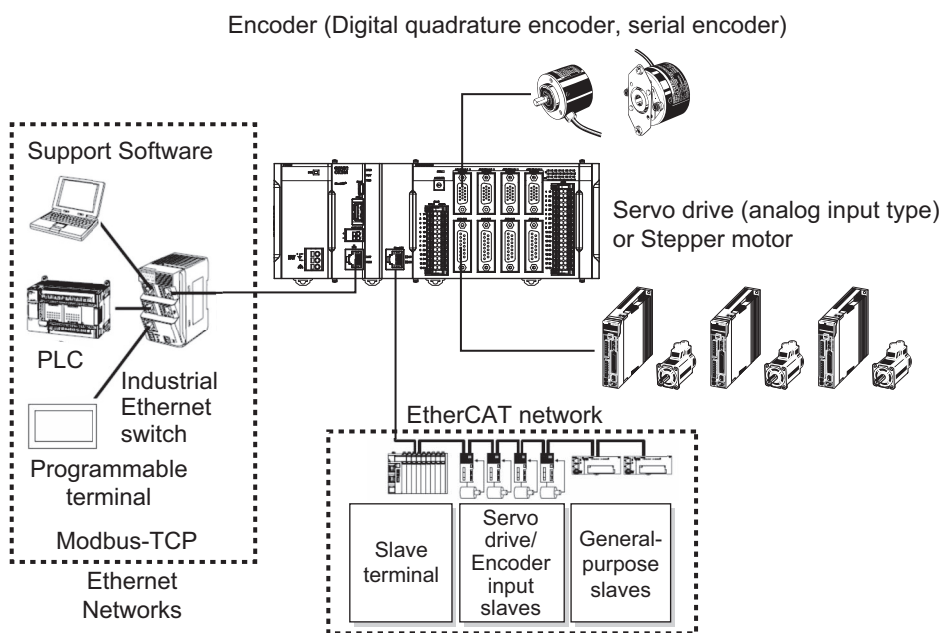 Encoder (Digital quadrature encoder, serial encoder)
Support Software
Servo drive (analog input type)
or Stepper motor
PLC
Industrial
Ethernet
switch
Programmable
terminal
Modbus-TCP
Ethernet
Networks
EtherCAT network
Slave
terminal
Servo
drive/
Encoder
input
slaves
General-
purpose
slaves